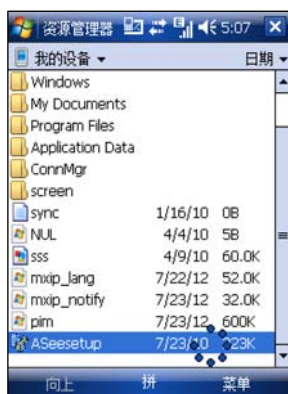 资源管理器 5:07
我的设备 日期
Windows
My Documents
Program Files
Application Data
ConnMgr
screen
sync 1/16/10 0B
NUL 4/4/10 5B
sss 4/9/10 60.0K
mxip_lang 7/22/12 52.0K
mxip_notify 7/23/12 32.0K
pim 7/23/12 600K
ASeesetup
向上 拼 菜单